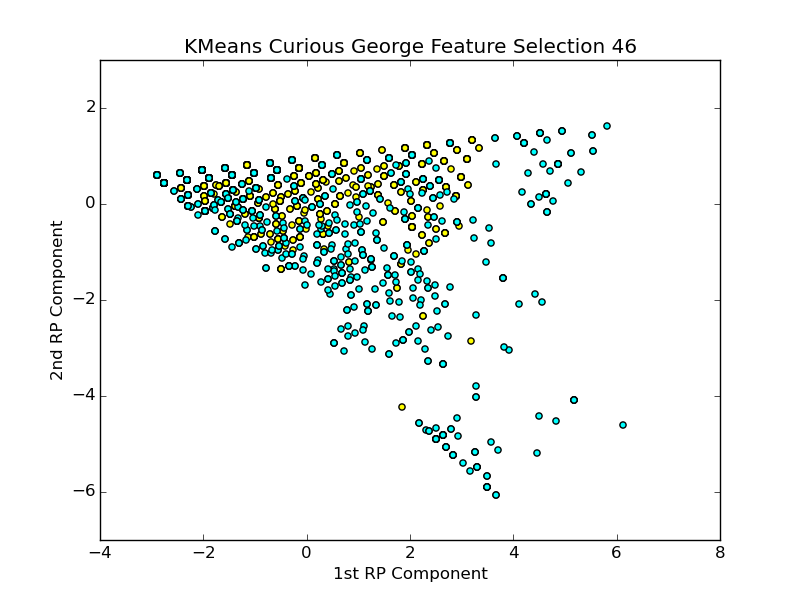 KMeans Curious George Feature Selection 46
2
0
−2
−4
−6
2nd RP Component
−4 −2 0 2 4 6 8
1st RP Component